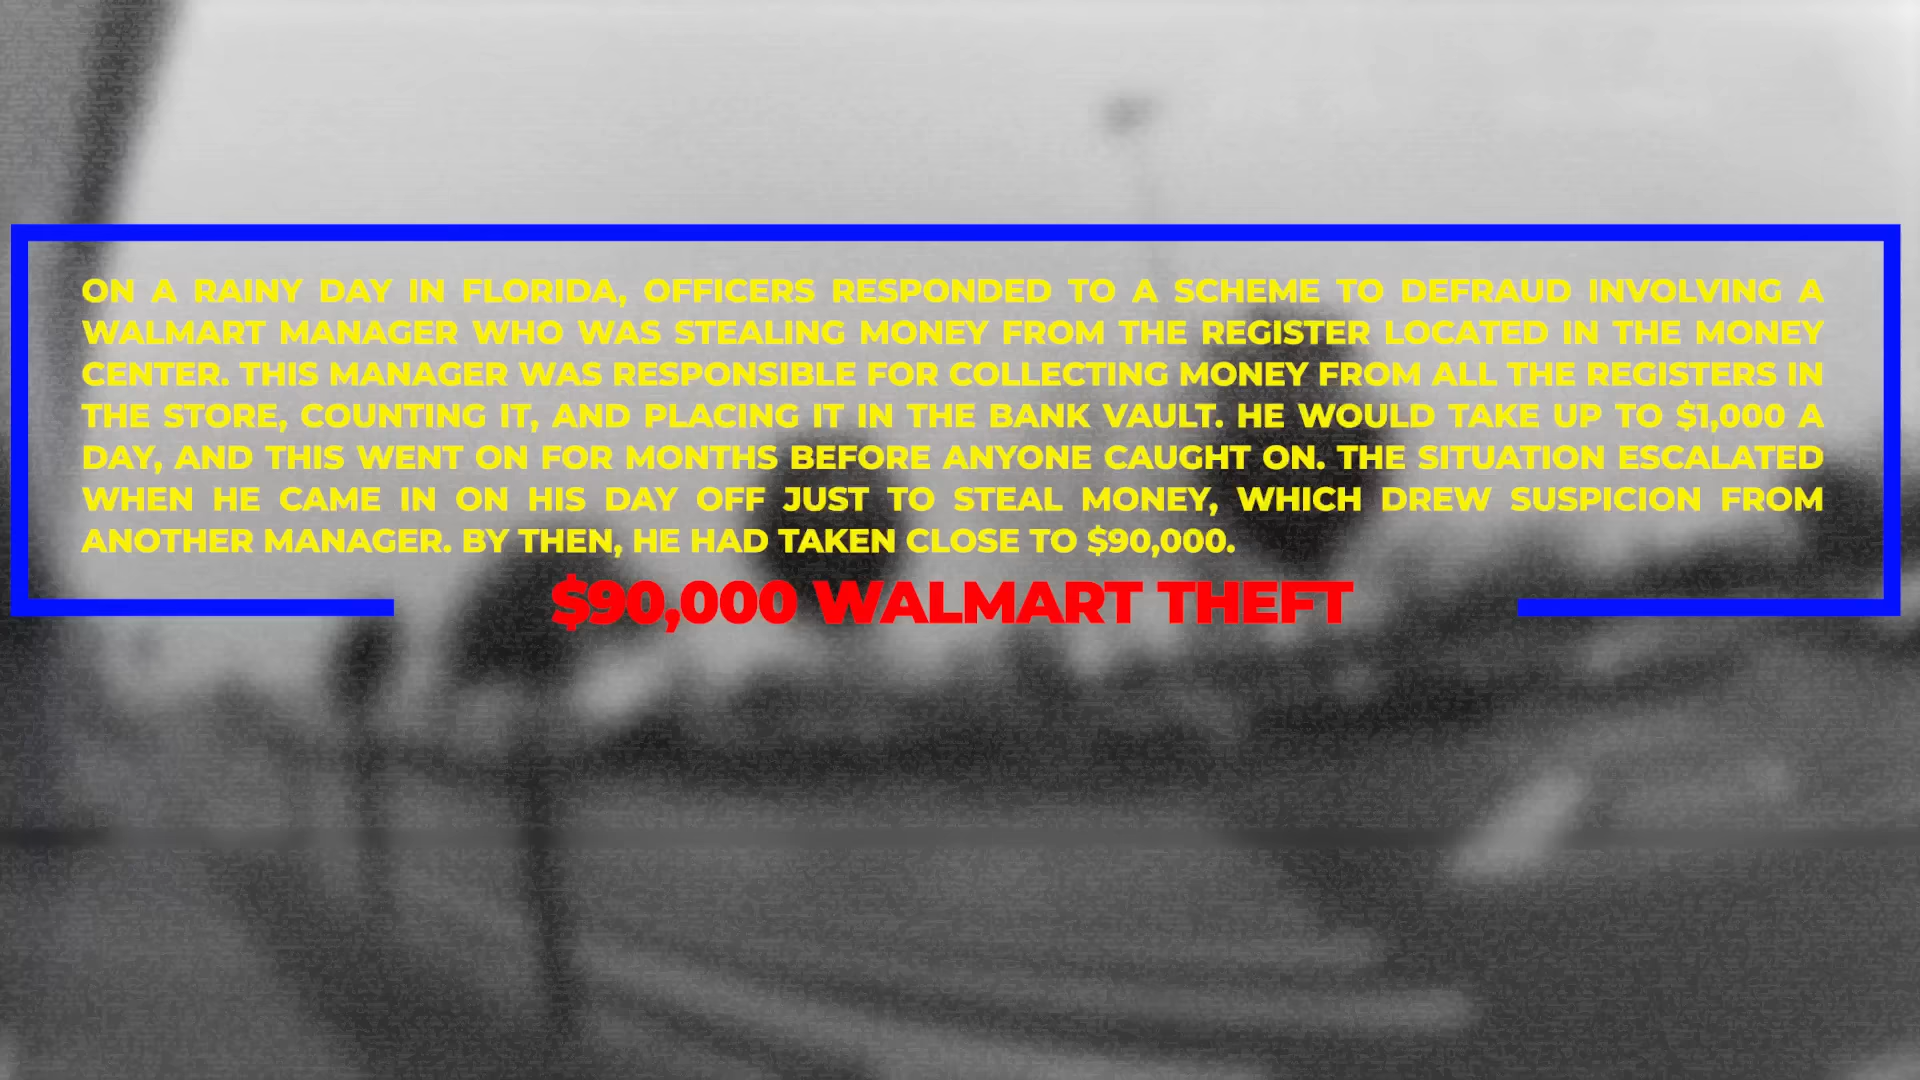 ON A RAINY DAY IN FLORIDA, OFFICERS RESPONDED TO A SCHEME TO DEFRAUD INVOLVING A
WALMART MANAGER WHO WAS STEALING MONEY FROM THE REGISTER LOCATED IN THE MONEY
CENTER. THIS MANAGER WAS RESPONSIBLE FOR COLLECTING MONEY FROM ALL THE REGISTERS IN
THE STORE, COUNTING IT, AND PLACING IT IN THE BANK VAULT. HE WOULD TAKE UP TO $1,000 A
DAY, AND THIS WENT ON FOR MONTHS BEFORE ANYONE CAUGHT ON. THE SITUATION ESCALATED
WHEN HE CAME IN ON HIS DAY OFF JUST TO STEAL MONEY, WHICH DREW SUSPICION FROM
ANOTHER MANAGER. BY THEN, HE HAD TAKEN CLOSE TO $90,000.
$90,000 WALMART THEFT